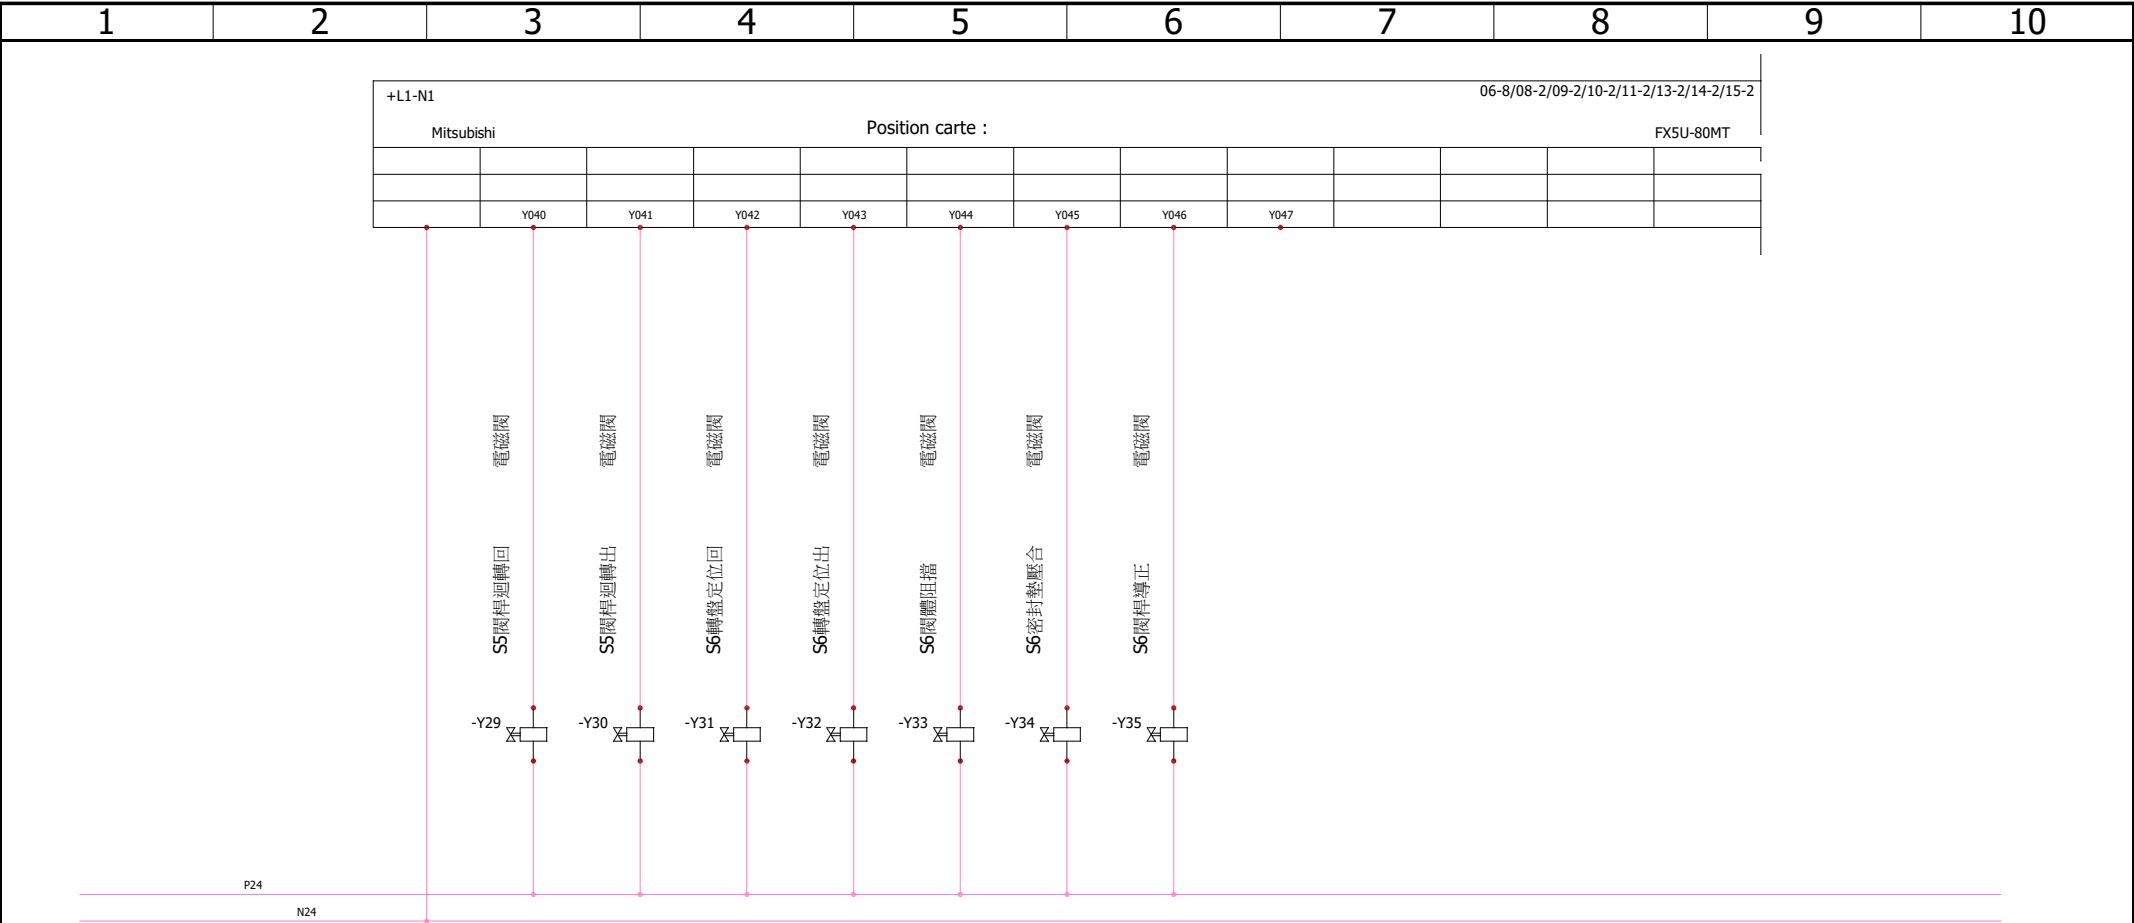 1 2 3 4 5 6 7 8 9 10
+L1-N1
06-8/08-2/09-2/10-2/11-2/13-2/14-2/15-2
Mitsubishi
Position carte :
FX5U-80MT
Y040 Y041 Y042 Y043 Y044 Y045 Y046 Y047
S5閥桿迴轉回 電磁閥
S5閥桿迴轉出 電磁閥
S6轉盤定位回 電磁閥
S6轉盤定位出 電磁閥
S6閥體阻擋 電磁閥
S6密封墊壓合 電磁閥
S6閥桿導正 電磁閥
-Y29 -Y30 -Y31 -Y32 -Y33 -Y34 -Y35
P24
N24